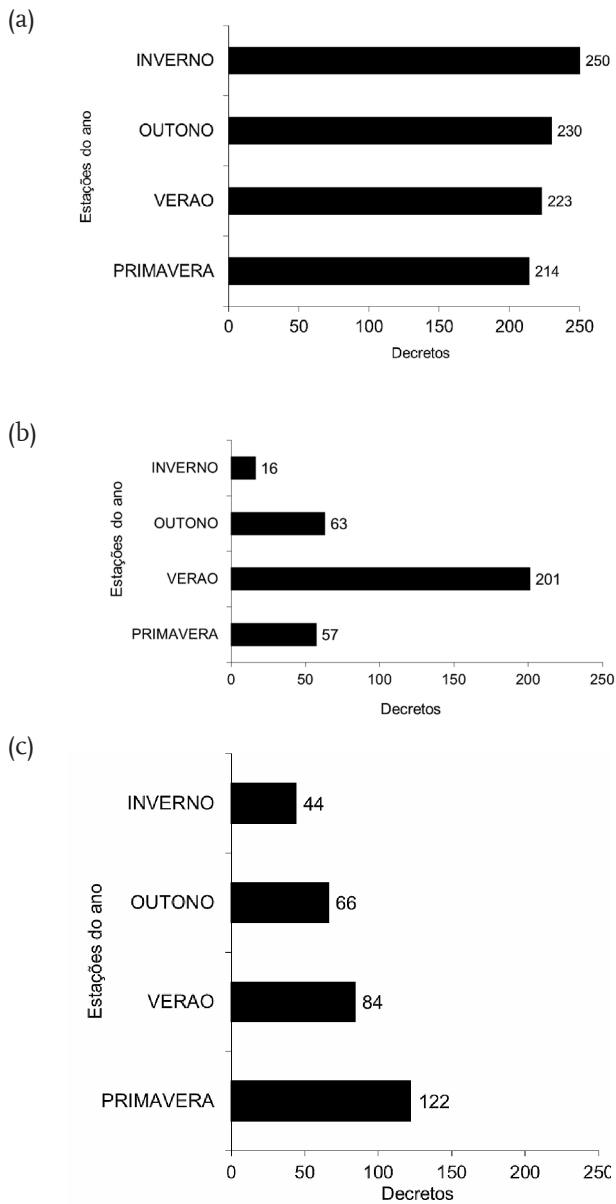 (a)
Estações do ano
INVERNO 250
OUTONO 230
VERAO 223
PRIMAVERA 214
0 50 100 150 200 250
Decretos
(b)
Estações do ano
INVERNO 16
OUTONO 63
VERAO 201
PRIMAVERA 57
0 50 100 150 200 250
Decretos
(c)
Estações do ano
INVERNO 44
OUTONO 66
VERAO 84
PRIMAVERA 122
0 50 100 150 200 250
Decretos